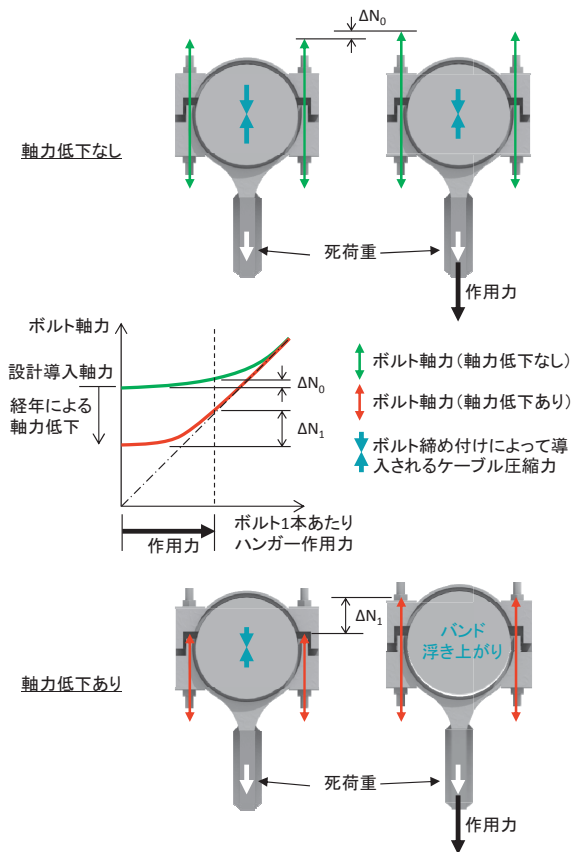 ΔN₀
軸力低下なし
死荷重
作用力
ボルト軸力
設計導入軸力
経年による
軸力低下
ΔN₀
ΔN₁
ボルト1本あたり
ハンガー作用力
作用力
ボルト軸力(軸力低下なし)
ボルト軸力(軸力低下あり)
ボルト締め付けによって導
入されるケーブル圧縮力
ΔN₁
バンド
浮き上がり
軸力低下あり
死荷重
作用力